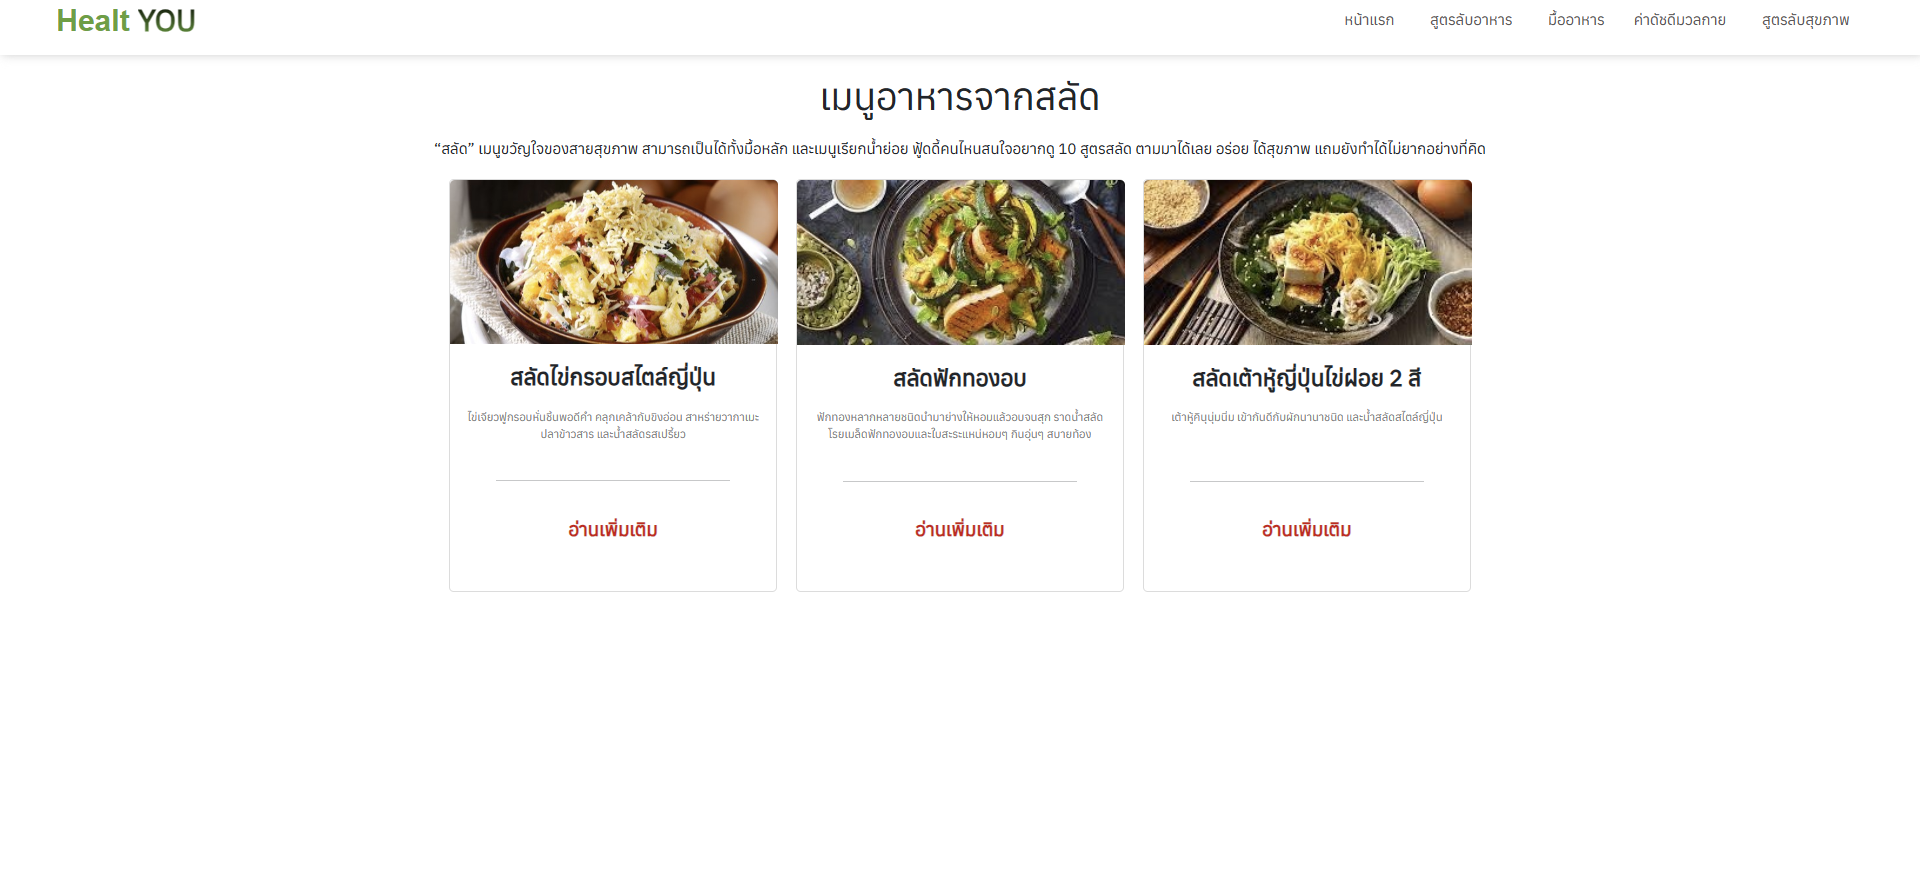 Healt YOU
หน้าแรก สูตรลับอาหาร มื้ออาหาร ค่าดัชดีมวลกาย สูตรลับสุขภาพ
เมนูอาหารจากสลัด
“สลัด” เมนูขวัญใจของสายสุขภาพ สามารถเป็นได้ทั้งมื้อหลัก และเมนูเรียกน้ำย่อย ฟู้ดดี้คนไหนสนใจอยากดู 10 สูตรสลัด ตามมาได้เลย อร่อย ได้สุขภาพ แถมยังทำได้ไม่ยากอย่างที่คิด
สลัดไข่กรอบสไตล์ญี่ปุ่น
ไข่เจียวฟูกรอบหั่นชิ้นพอดีคำ คลุกเคล้ากับขิงอ่อน สาหร่ายวากาเมะ
ปลาข้าวสาร และน้ำสลัดรสเปรี้ยว
อ่านเพิ่มเติม
สลัดฟักทองอบ
ฟักทองหลากหลายชนิดนำมาย่างให้หอมแล้วอบจนสุก ราดน้ำสลัด
โรยเมล็ดฟักทองอบและใบสะระแหน่หอมๆ กินอุ่นๆ สบายท้อง
อ่านเพิ่มเติม
สลัดเต้าหู้ญี่ปุ่นไข่ฝอย 2 สี
เต้าหู้คินุนุ่มนิ่ม เข้ากันดีกับผักนานาชนิด และน้ำสลัดสไตล์ญี่ปุ่น
อ่านเพิ่มเติม